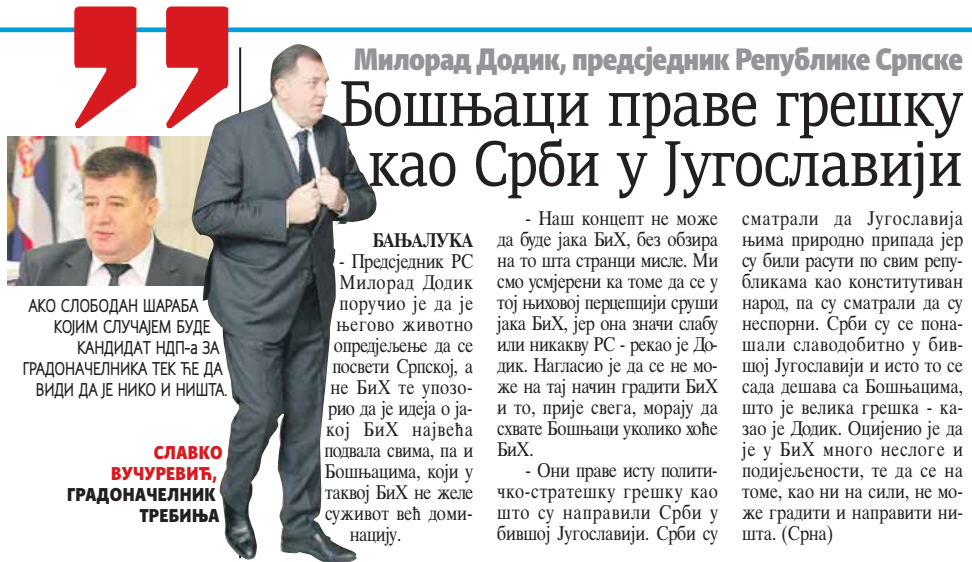 АКО СЛОБОДАН ШАРАБА
КОЈИМ СЛУЧАЈЕМ БУДЕ
КАНДИДАТ НДП-а ЗА
ГРАДОНАЧЕЛНИКА ТЕК ЋЕ ДА
ВИДИ ДА ЈЕ НИКО И НИШТА.
СЛАВКО
ВУЧУРЕВИЋ,
ГРАДОНАЧЕЛНИК
ТРЕБИЊА
Милорад Додик, предсједник Републике Српске
Бошњаци праве грешку
као Срби у Југославији
БАЊАЛУКА
- Предсједник РС
Милорад Додик
поручио је да је
његово животно
опредјељење да се
посвети Српској, а
не БиХ те упозо-
рио да је идеја о ја-
кој БиХ највећа
подвала свима, па и
Бошњацима, који у
таквој БиХ не желе
суживот већ доми-
нацију.
- Наш концепт не може
да буде јака БиХ, без обзира
на то шта странци мисле. Ми
смо усмјерени ка томе да се у
тој њиховој перцепцији сруши
јака БиХ, јер она значи слабу
или никакву РС - рекао је До-
дик. Нагласио је да се не мо-
же на тај начин градити БиХ
и то, прије свега, морају да
схвате Бошњаци уколико хоће
БиХ.
- Они праве исту полити-
чко-стратешку грешку као
што су направили Срби у
бившој Југославији. Срби су
сматрали да Југославија
њима природно припада јер
су били расути по свим репу-
бликама као конститутиван
народ, па су сматрали да су
неспорни. Срби су се пона-
шали славодобитно у бив-
шој Југославији и исто то се
сада дешава са Бошњацима,
што је велика грешка - ка-
зао је Додик. Оцијенио је да
је у БиХ много неслоге и
подијељености, те да се на
томе, као ни на сили, не мо-
же градити и направити ни-
шта. (Срна)